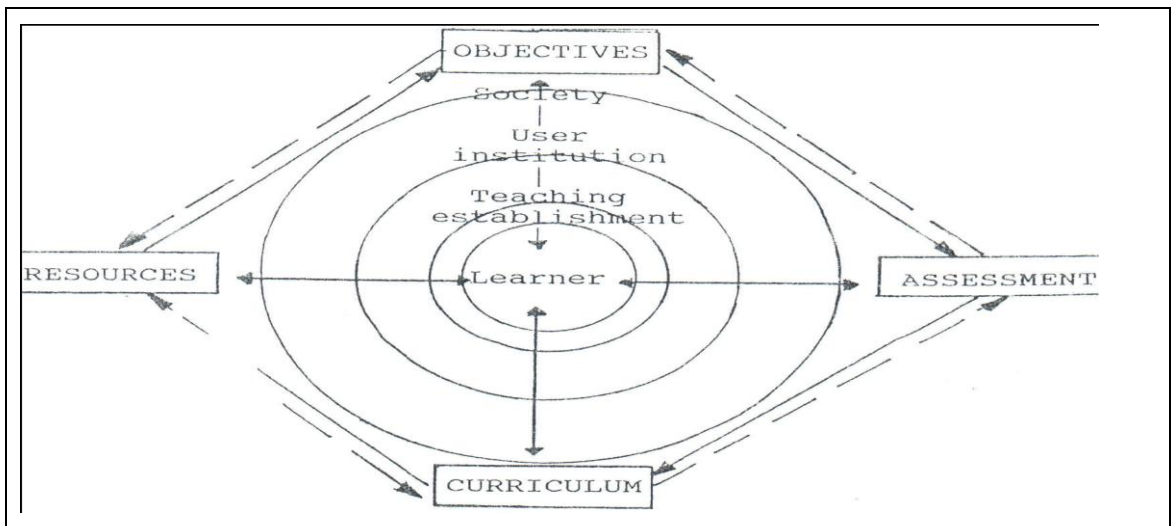 OBJECTIVES
Society
User
institution
Teaching
establishment
RESOURCES
Learner
ASSESSMENT
CURRICULUM